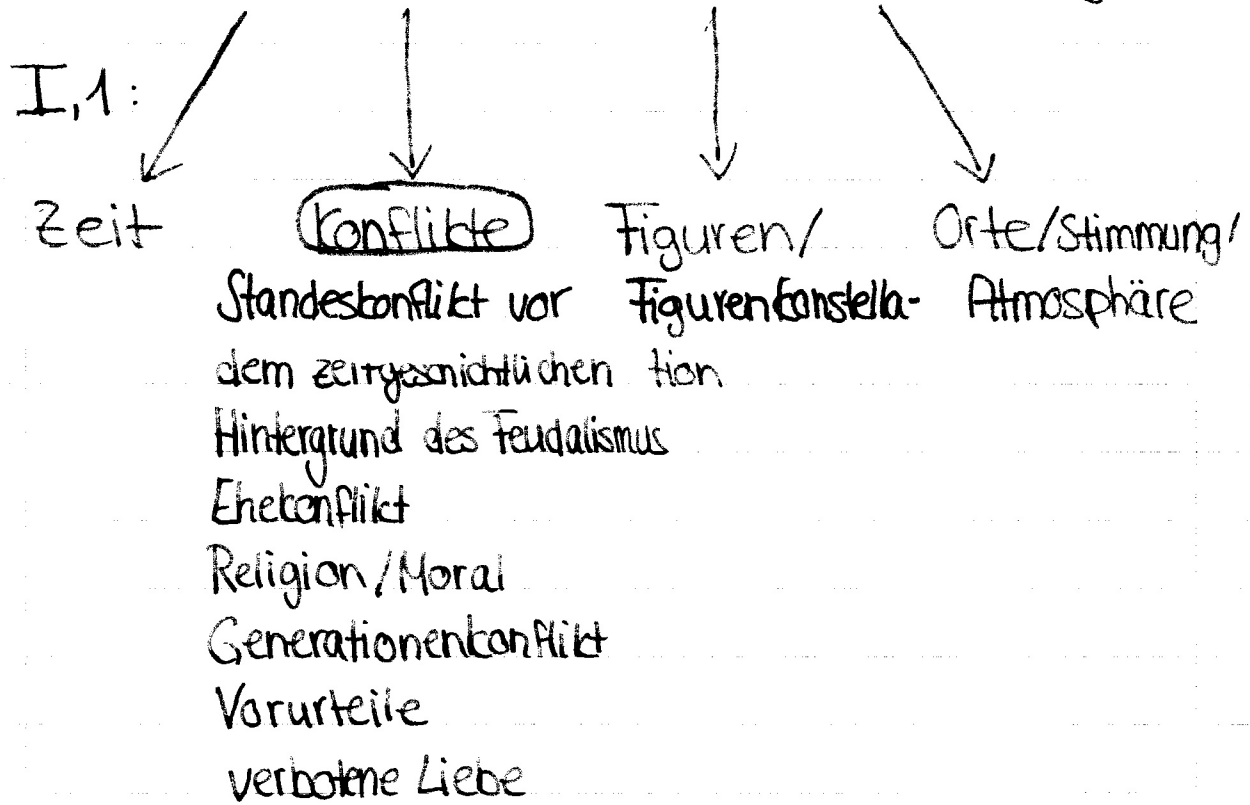 I,1:
Zeit Konflikte Figuren/ Orte/Stimmung/
Standeskonflikt vor Figurenkonstella- Atmosphäre
dem zeitgeschichtlichen tion
Hintergrund des Feudalismus
Ehekonflikt
Religion/Moral
Generationenkonflikt
Vorurteile
verbotene Liebe